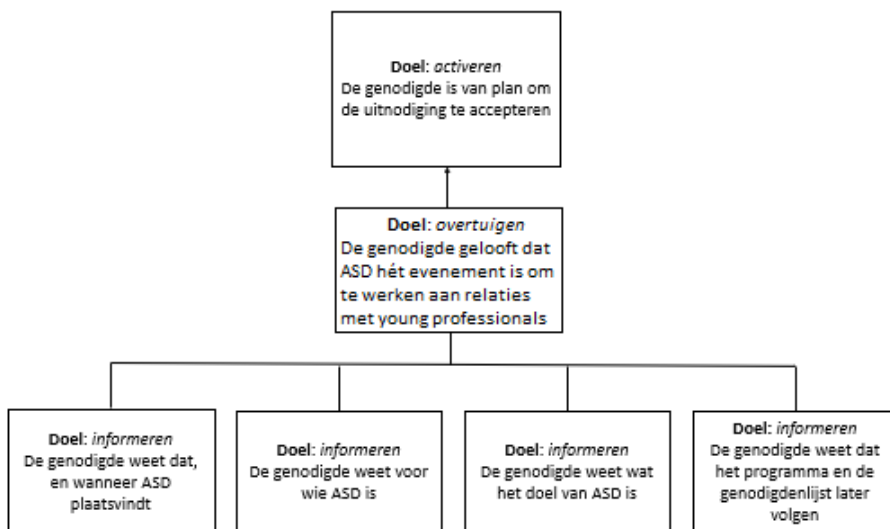 Doel: activeren
De genodigde is van plan om
de uitnodiging te accepteren
Doel: overtuigen
De genodigde gelooft dat
ASD hét evenement is om
te werken aan relaties
met young professionals
Doel: informeren
De genodigde weet dat,
en wanneer ASD
plaatsvindt
Doel: informeren
De genodigde weet voor
wie ASD is
Doel: informeren
De genodigde weet wat
het doel van ASD is
Doel: informeren
De genodigde weet dat
het programma en de
genodigdenlijst later
volgen